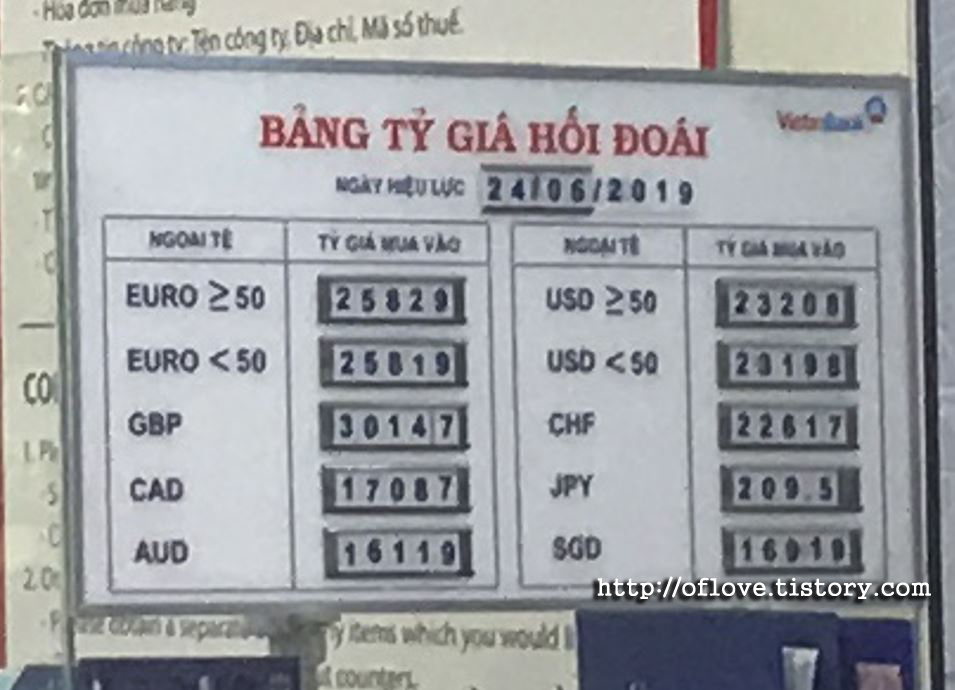 - Hóa đơn mua hàng
Thông tin công ty: Tên công ty, Địa chỉ, Mã số thuế.
BẢNG TỶ GIÁ HỐI ĐOÁI
VietinBank
NGÀY HIỆU LỰC 24/06/2019
NGOẠI TỆ TỶ GIÁ MUA VÀO
EURO ≥ 50 25829
EURO < 50 25819
GBP 30147
CAD 17087
AUD 16119
NGOẠI TỆ TỶ GIÁ MUA VÀO
USD ≥ 50 23208
USD < 50 23198
CHF 22617
JPY 209.5
SGD 16919
http://oflove.tistory.com
obtain a separate
items which you would
counters.